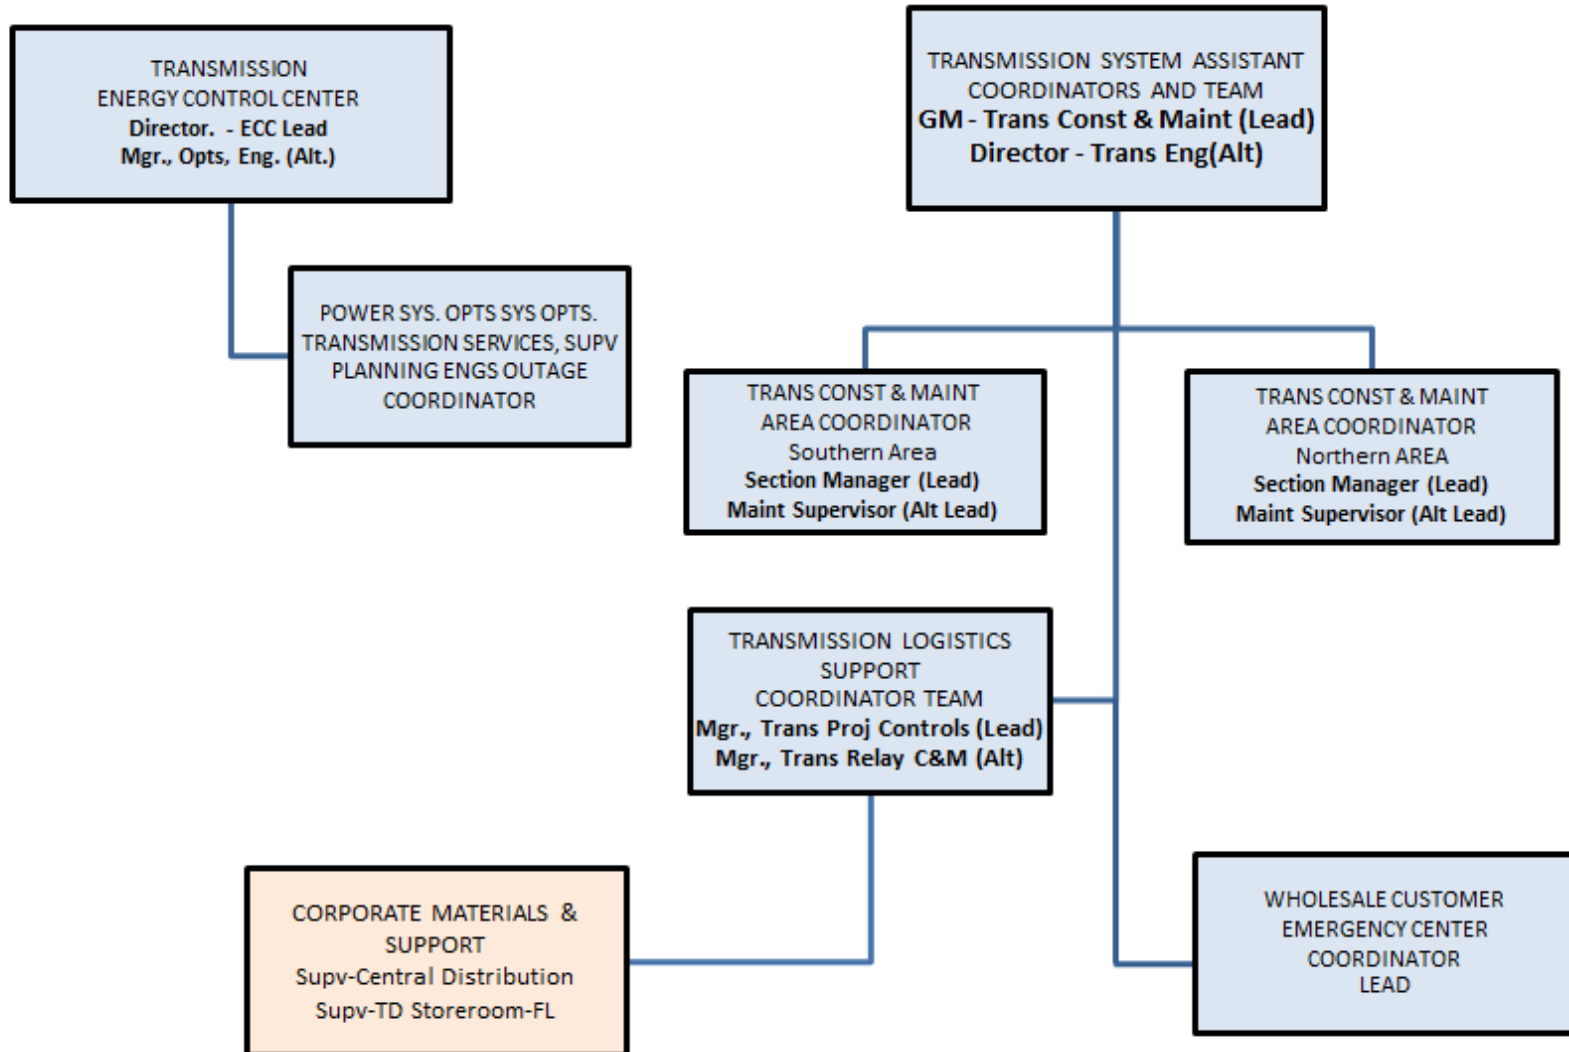 TRANSMISSION
ENERGY CONTROL CENTER
Director. - ECC Lead
Mgr., Opts, Eng. (Alt.)
TRANSMISSION SYSTEM ASSISTANT
COORDINATORS AND TEAM
GM - Trans Const & Maint (Lead)
Director - Trans Eng(Alt)
POWER SYS. OPTS SYS OPTS.
TRANSMISSION SERVICES, SUPV
PLANNING ENGS OUTAGE
COORDINATOR
TRANS CONST & MAINT
AREA COORDINATOR
Southern Area
Section Manager (Lead)
Maint Supervisor (Alt Lead)
TRANS CONST & MAINT
AREA COORDINATOR
Northern AREA
Section Manager (Lead)
Maint Supervisor (Alt Lead)
TRANSMISSION LOGISTICS
SUPPORT
COORDINATOR TEAM
Mgr., Trans Proj Controls (Lead)
Mgr., Trans Relay C&M (Alt)
CORPORATE MATERIALS &
SUPPORT
Supv-Central Distribution
Supv-TD Storeroom-FL
WHOLESALE CUSTOMER
EMERGENCY CENTER
COORDINATOR
LEAD